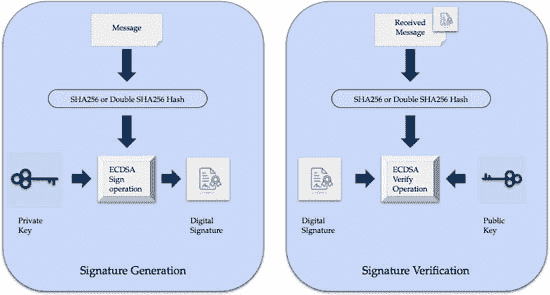 Message
SHA256 or Double SHA256 Hash
ECDSA
Sign
operation
Private
Key
Digital
Signature
Signature Generation
Received
Message
SHA256 or Double SHA256 Hash
ECDSA
Verify
Operation
Digital
Signature
Public
Key
Signature Verification